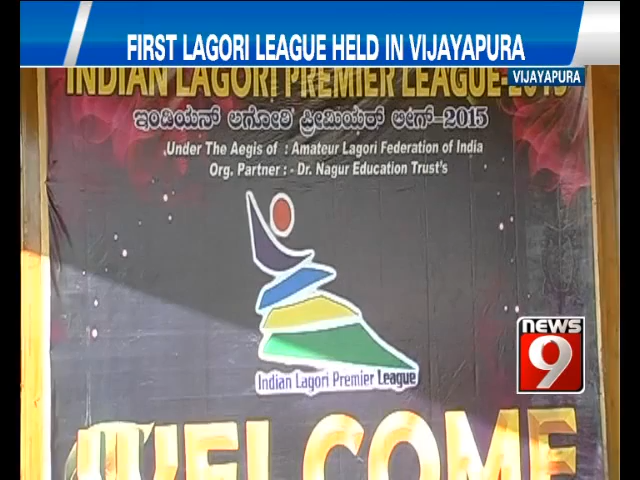 FIRST LAGORI LEAGUE HELD IN VIJAYAPURA
VIJAYAPURA
INDIAN LAGORI PREMIER LEAGUE-2015
ಇಂಡಿಯನ್ ಲಗೋರಿ ಪ್ರೀಮಿಯರ್ ಲೀಗ್-2015
Under The Aegis of : Amateur Lagori Federation of India
Org. Partner : - Dr. Nagur Education Trust's
Indian Lagori Premier League
NEWS
9
WELCOME